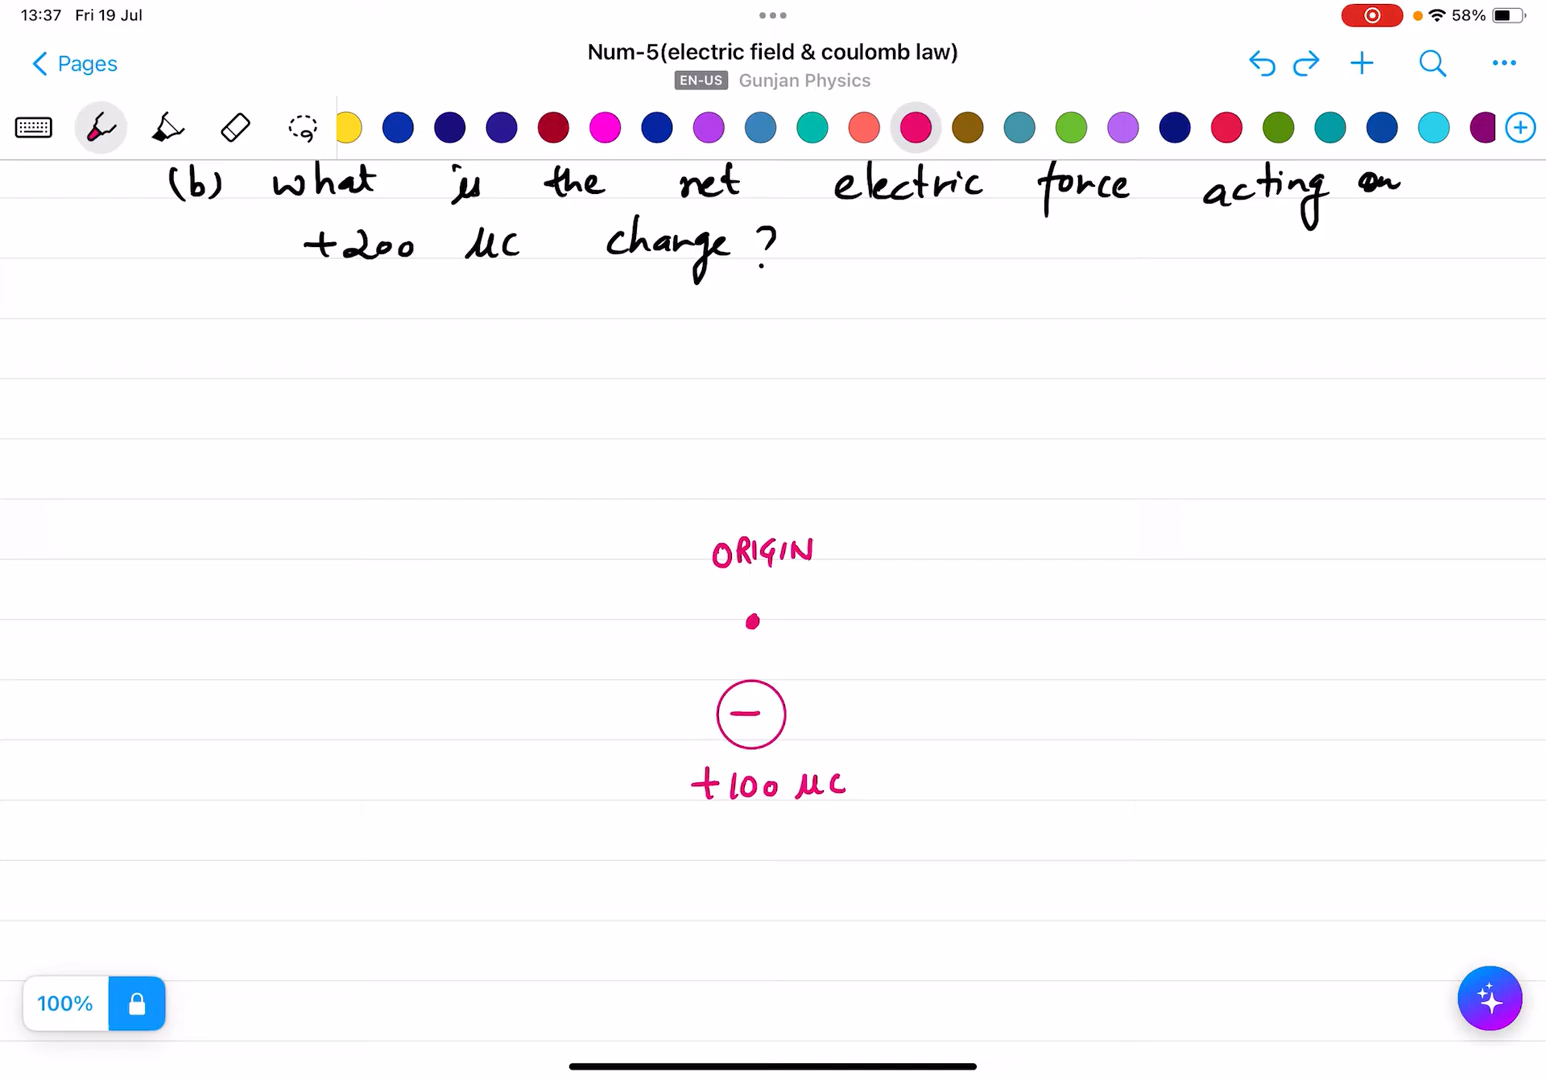 13:37 Fri 19 Jul
58%
Pages
Num-5(electric field & coulomb law)
EN-US Gunjan Physics
(b) what is the net electric force acting on
+200 μc change?
ORIGIN
−
+100 μc
100%